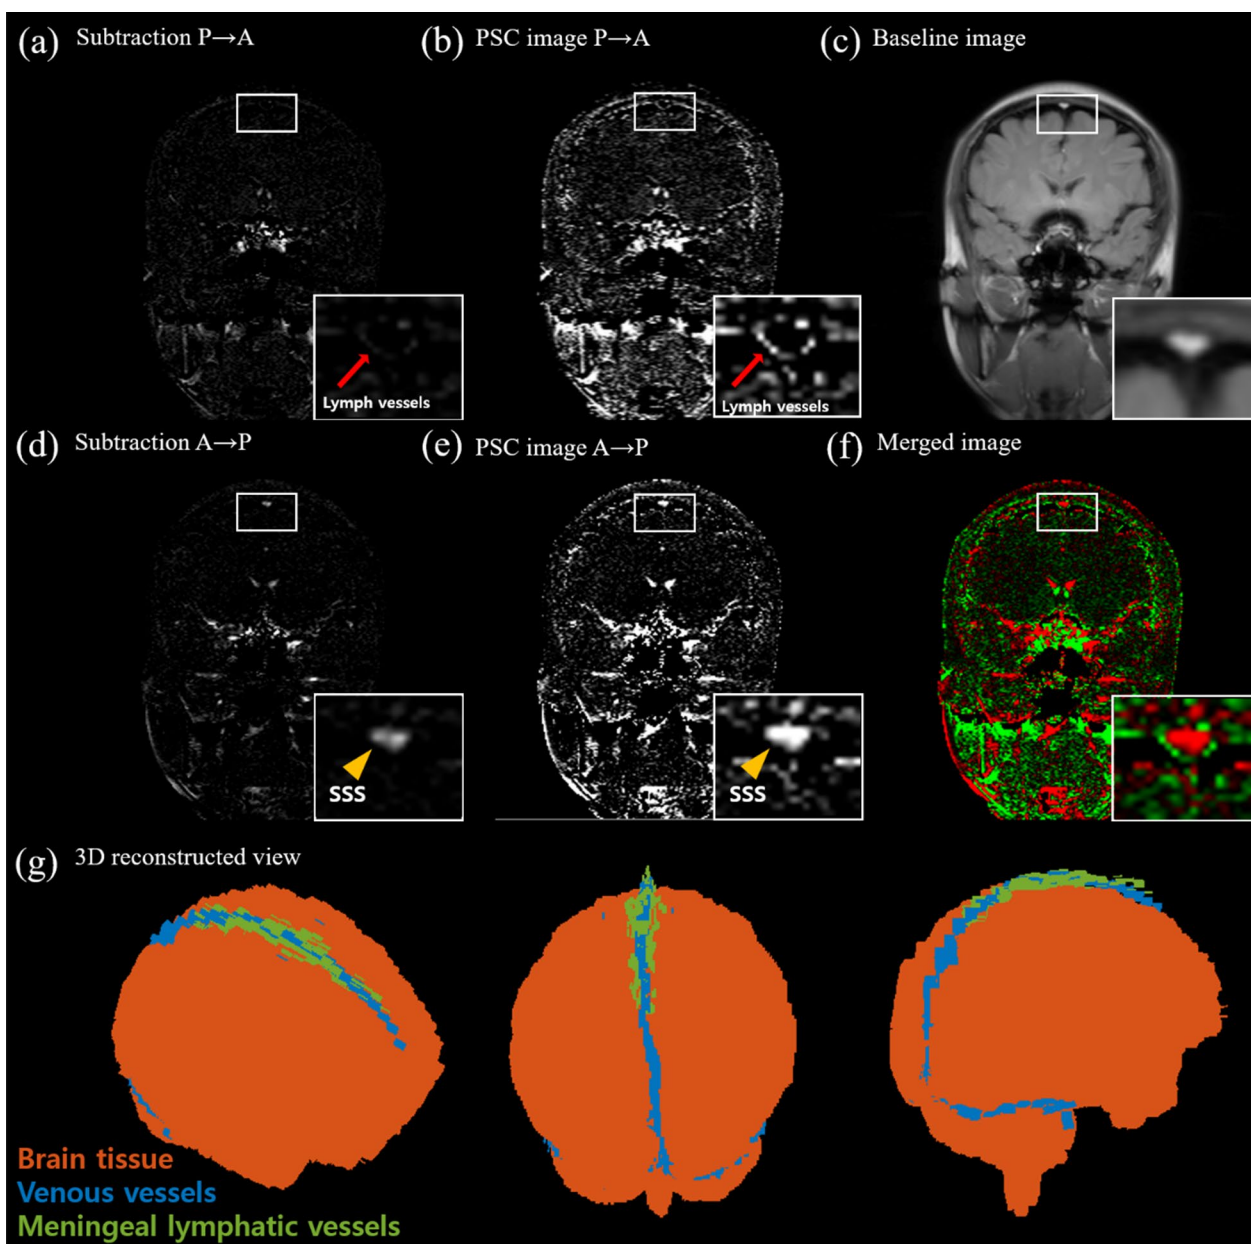 (a) Subtraction P→A
(b) PSC image P→A
(c) Baseline image
Lymph vessels
Lymph vessels
(d) Subtraction A→P
(e) PSC image A→P
(f) Merged image
SSS
SSS
(g) 3D reconstructed view
Brain tissue
Venous vessels
Meningeal lymphatic vessels